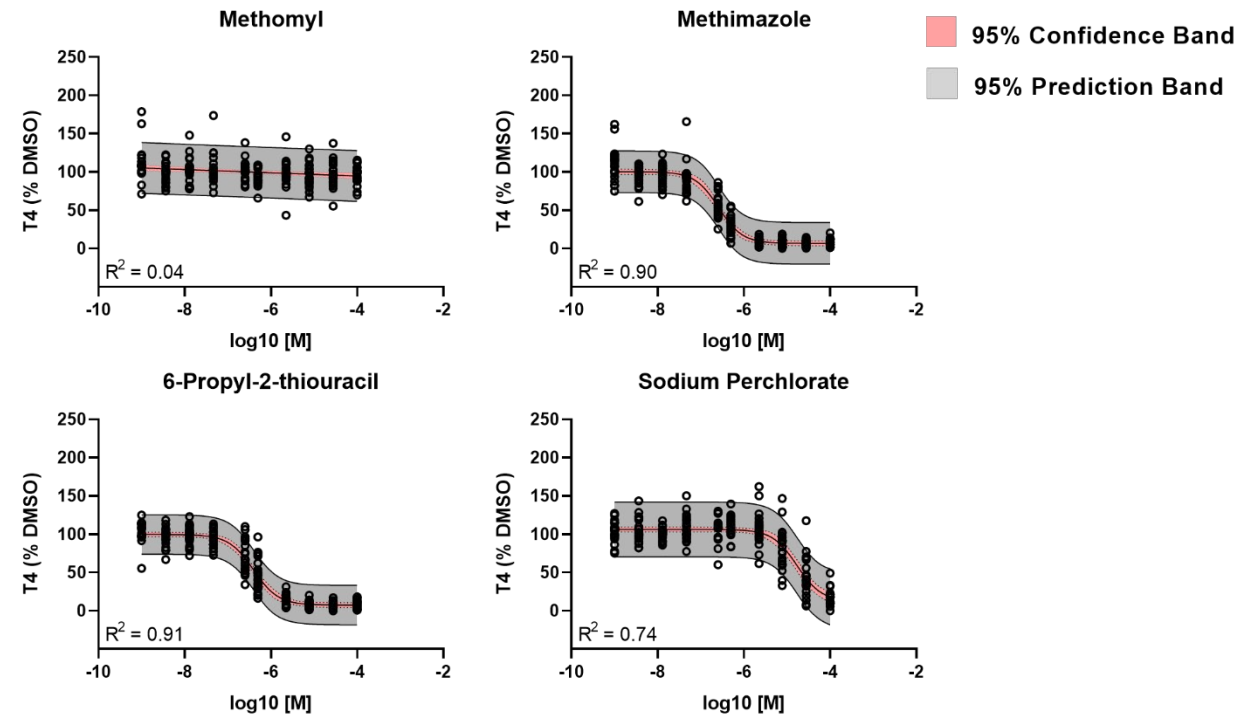 Methomyl
250
200
150
100
50
0
T4 (% DMSO)
R² = 0.04
-10 -8 -6 -4 -2
log10 [M]
Methimazole
250
200
150
100
50
0
T4 (% DMSO)
R² = 0.90
-10 -8 -6 -4 -2
log10 [M]
95% Confidence Band
95% Prediction Band
6-Propyl-2-thiouracil
250
200
150
100
50
0
T4 (% DMSO)
R² = 0.91
-10 -8 -6 -4 -2
log10 [M]
Sodium Perchlorate
250
200
150
100
50
0
T4 (% DMSO)
R² = 0.74
-10 -8 -6 -4 -2
log10 [M]